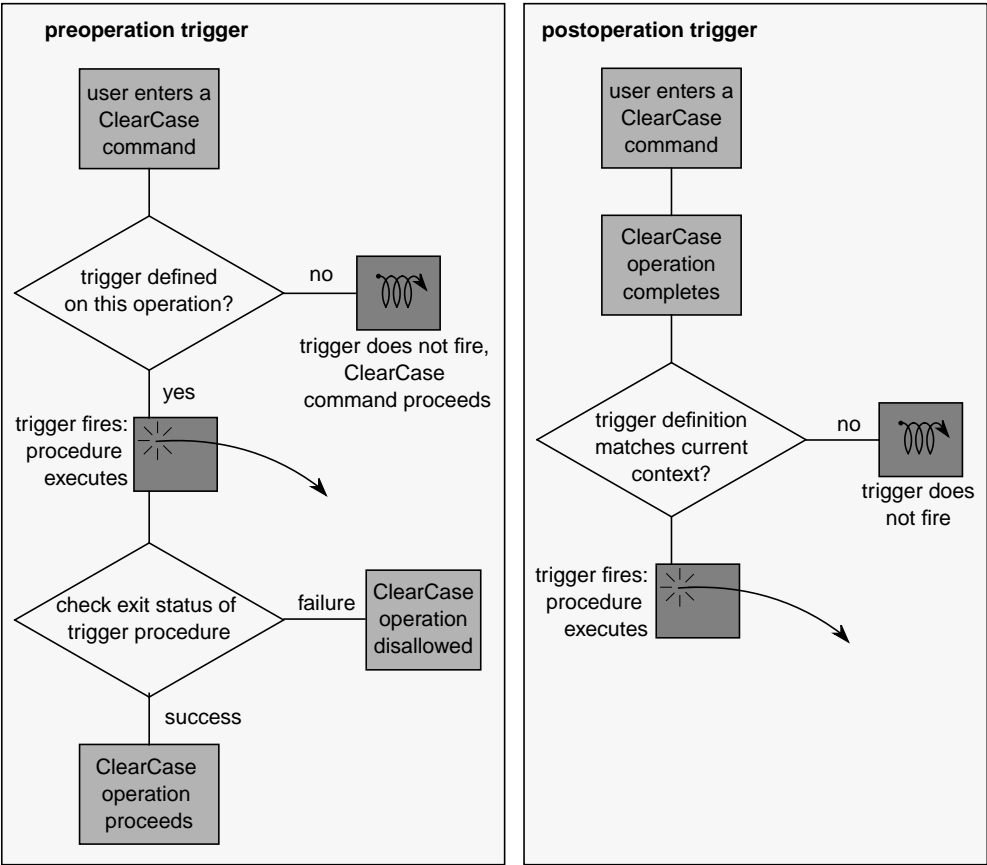 preoperation trigger
user enters a
ClearCase
command
trigger defined
on this operation?
no
trigger does not fire,
ClearCase
command proceeds
yes
trigger fires:
procedure
executes
check exit status of
trigger procedure
failure
ClearCase
operation
disallowed
success
ClearCase
operation
proceeds
postoperation trigger
user enters a
ClearCase
command
ClearCase
operation
completes
trigger definition
matches current
context?
no
trigger does
not fire
trigger fires:
procedure
executes